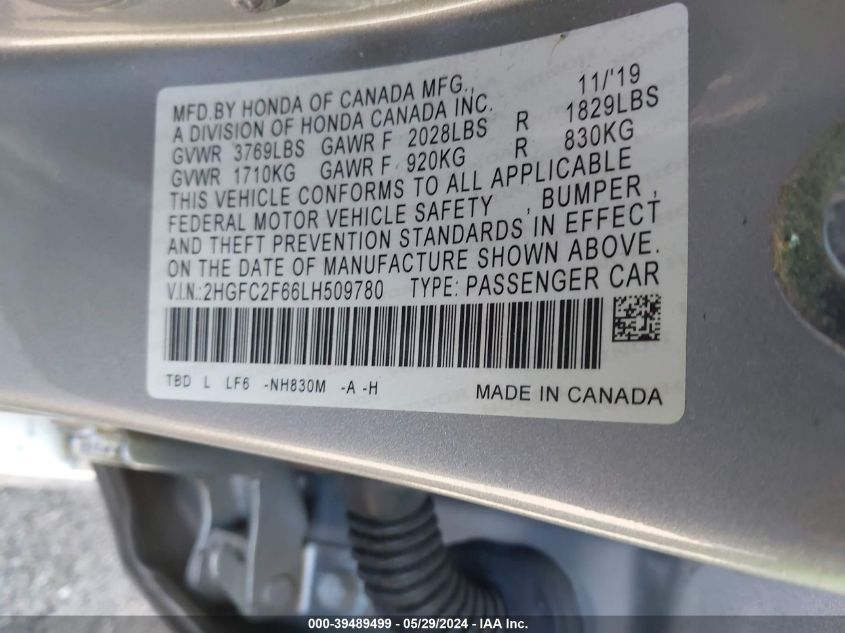 MFD.BY HONDA OF CANADA MFG., 11/'19
A DIVISION OF HONDA CANADA INC.
GVWR 3769LBS GAWR F 2028LBS R 1829LBS
GVWR 1710KG GAWR F 920KG R 830KG
THIS VEHICLE CONFORMS TO ALL APPLICABLE
FEDERAL MOTOR VEHICLE SAFETY , BUMPER ,
AND THEFT PREVENTION STANDARDS IN EFFECT
ON THE DATE OF MANUFACTURE SHOWN ABOVE.
V.I.N.:2HGFC2F66LH509780 TYPE: PASSENGER CAR
TBD L LF6 -NH830M -A -H MADE IN CANADA
000-39489499 - 05/29/2024 - IAA Inc.